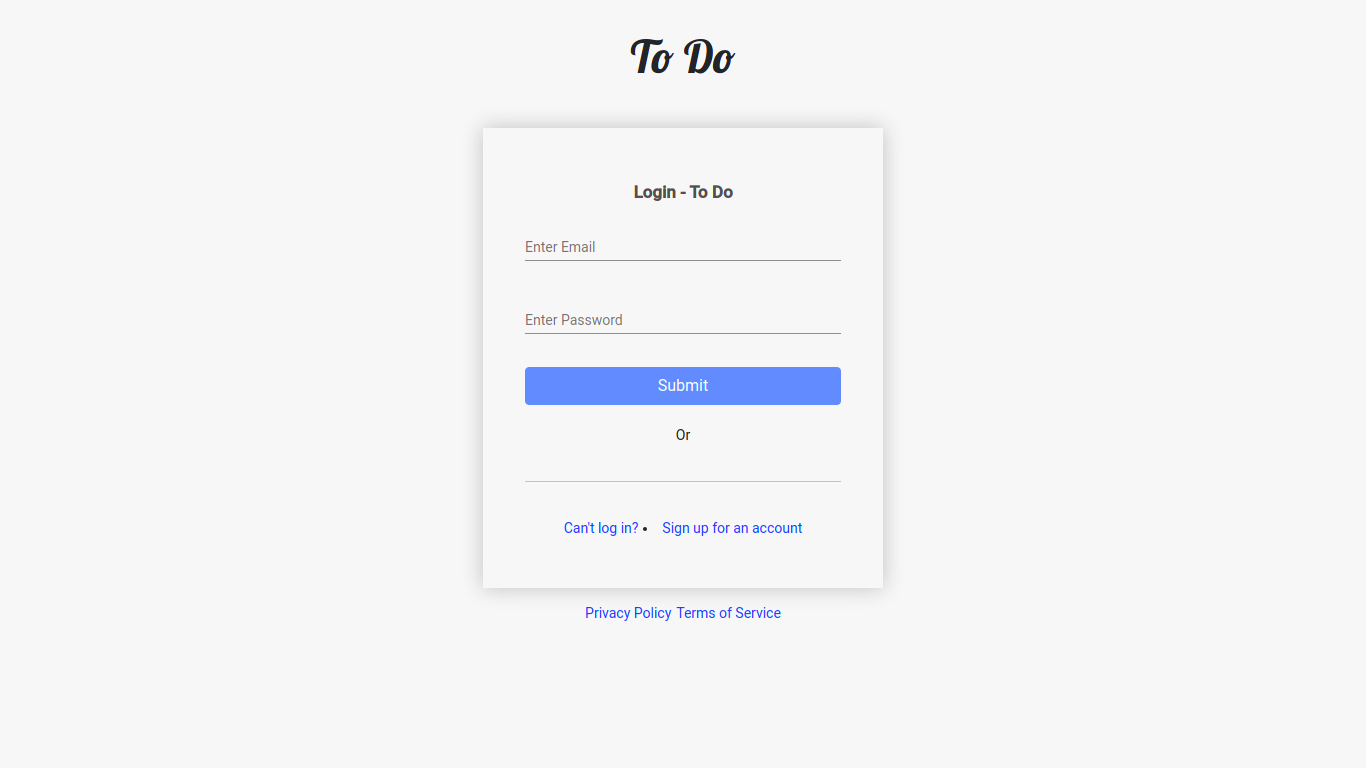 To Do
Login - To Do
Enter Email
Enter Password
Submit
Or
Can't log in? • Sign up for an account
Privacy Policy Terms of Service